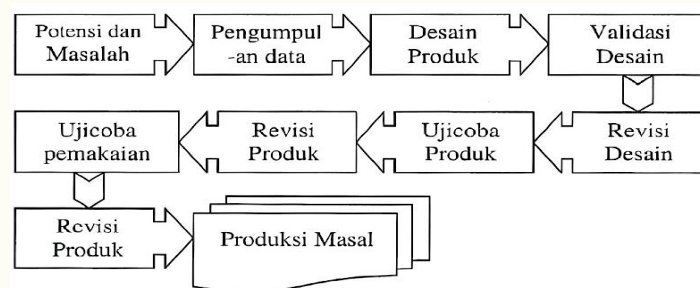 Potensi dan
Masalah
Pengumpul
-an data
Desain
Produk
Validasi
Desain
Ujicoba
pemakaian
Revisi
Produk
Ujicoba
Produk
Revisi
Desain
Revisi
Produk
Produksi Masal